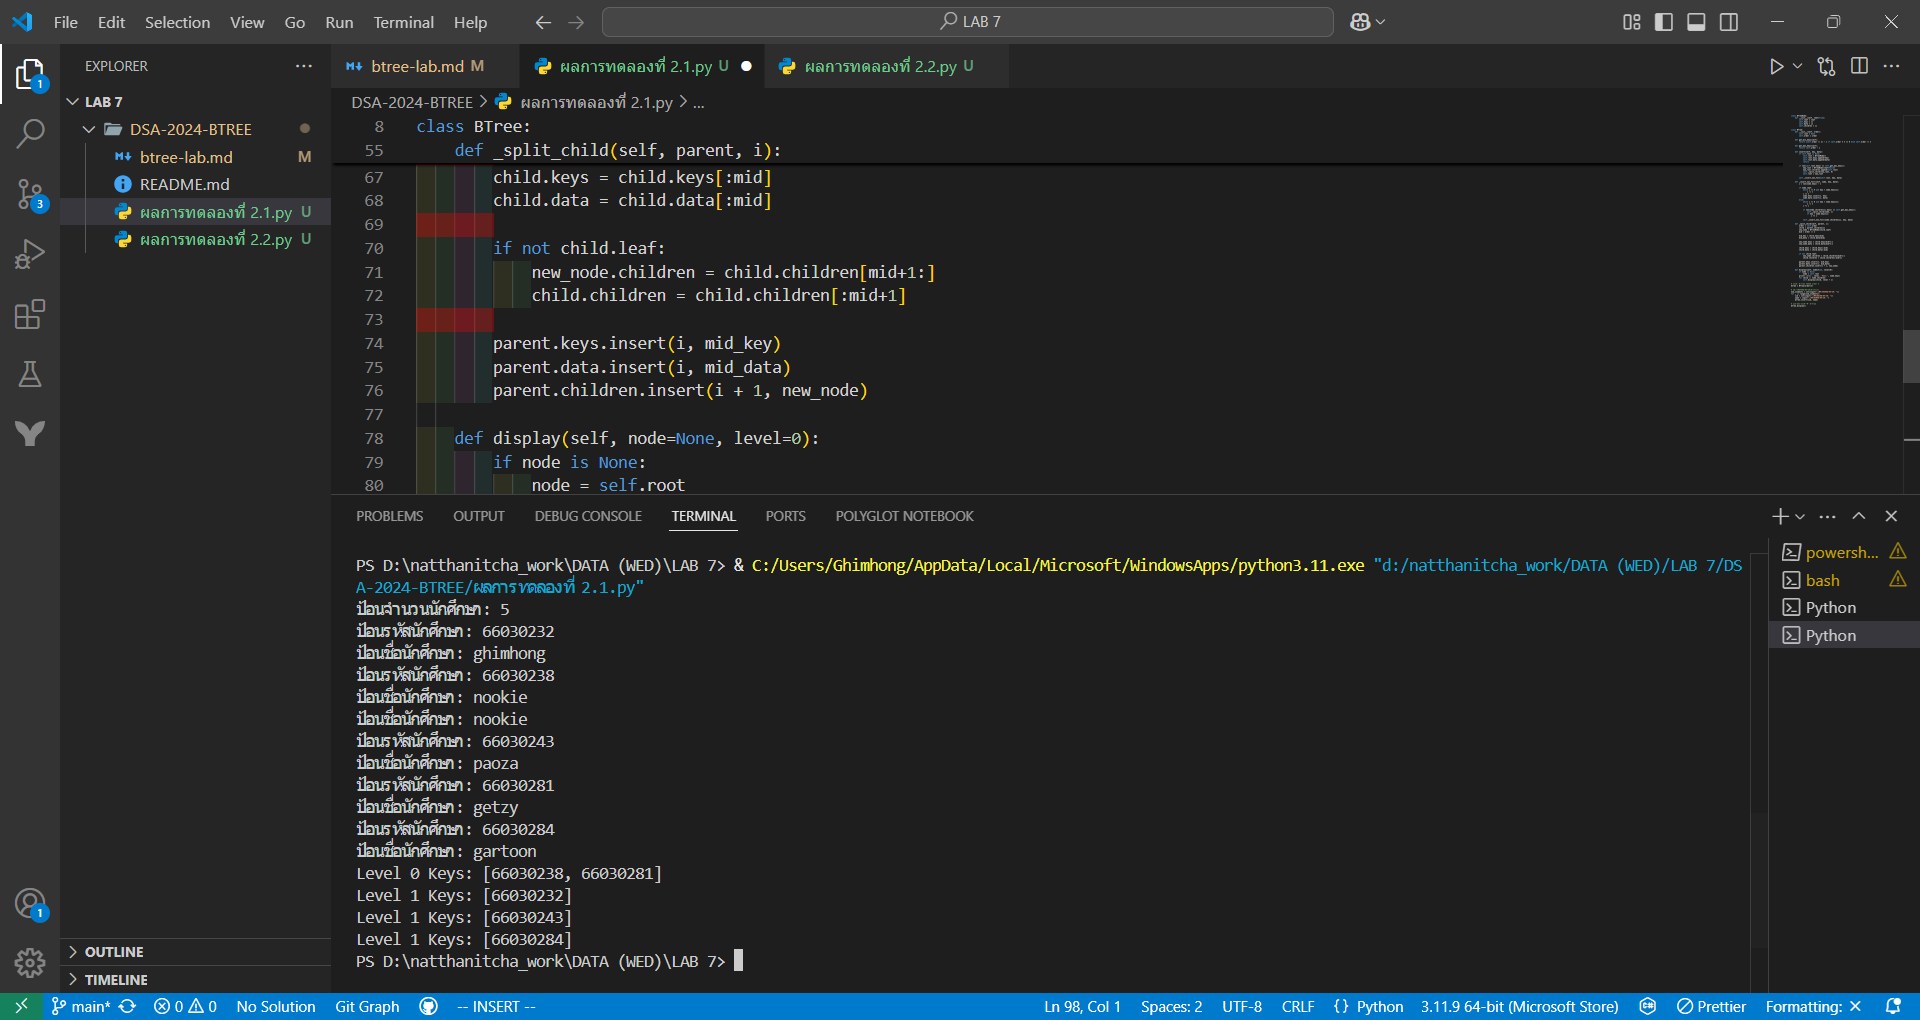 File Edit Selection View Go Run Terminal Help
LAB 7
EXPLORER
LAB 7
DSA-2024-BTREE
btree-lab.md M
README.md
ผลการทดลองที่ 2.1.py U
ผลการทดลองที่ 2.2.py U
OUTLINE
TIMELINE
btree-lab.md M
ผลการทดลองที่ 2.1.py U
ผลการทดลองที่ 2.2.py U
DSA-2024-BTREE > ผลการทดลองที่ 2.1.py > ...
8 class BTree:
55 def _split_child(self, parent, i):
67 child.keys = child.keys[:mid]
68 child.data = child.data[:mid]
69
70 if not child.leaf:
71 new_node.children = child.children[mid+1:]
72 child.children = child.children[:mid+1]
73
74 parent.keys.insert(i, mid_key)
75 parent.data.insert(i, mid_data)
76 parent.children.insert(i + 1, new_node)
77
78 def display(self, node=None, level=0):
79 if node is None:
80 node = self.root
PROBLEMS OUTPUT DEBUG CONSOLE TERMINAL PORTS POLYGLOT NOTEBOOK
PS D:\natthanitcha_work\DATA (WED)\LAB 7> & C:/Users/Ghimhong/AppData/Local/Microsoft/WindowsApps/python3.11.exe "d:/natthanitcha_work/DATA (WED)/LAB 7/DS
A-2024-BTREE/ผลการทดลองที่ 2.1.py"
ป้อนจำนวนนักศึกษา: 5
ป้อนรหัสนักศึกษา: 66030232
ป้อนชื่อนักศึกษา: ghimhong
ป้อนรหัสนักศึกษา: 66030238
ป้อนชื่อนักศึกษา: nookie
ป้อนชื่อนักศึกษา: nookie
ป้อนรหัสนักศึกษา: 66030243
ป้อนชื่อนักศึกษา: paoza
ป้อนรหัสนักศึกษา: 66030281
ป้อนชื่อนักศึกษา: getzy
ป้อนรหัสนักศึกษา: 66030284
ป้อนชื่อนักศึกษา: gartoon
Level 0 Keys: [66030238, 66030281]
Level 1 Keys: [66030232]
Level 1 Keys: [66030243]
Level 1 Keys: [66030284]
PS D:\natthanitcha_work\DATA (WED)\LAB 7>
powersh...
bash
Python
Python
1
3
1
main* 0 0 No Solution Git Graph -- INSERT -- Ln 98, Col 1 Spaces: 2 UTF-8 CRLF {} Python 3.11.9 64-bit (Microsoft Store) Prettier Formatting: ×